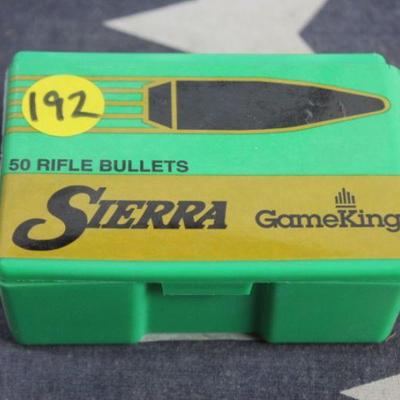 192
50 RIFLE BULLETS
SIERRA GameKing